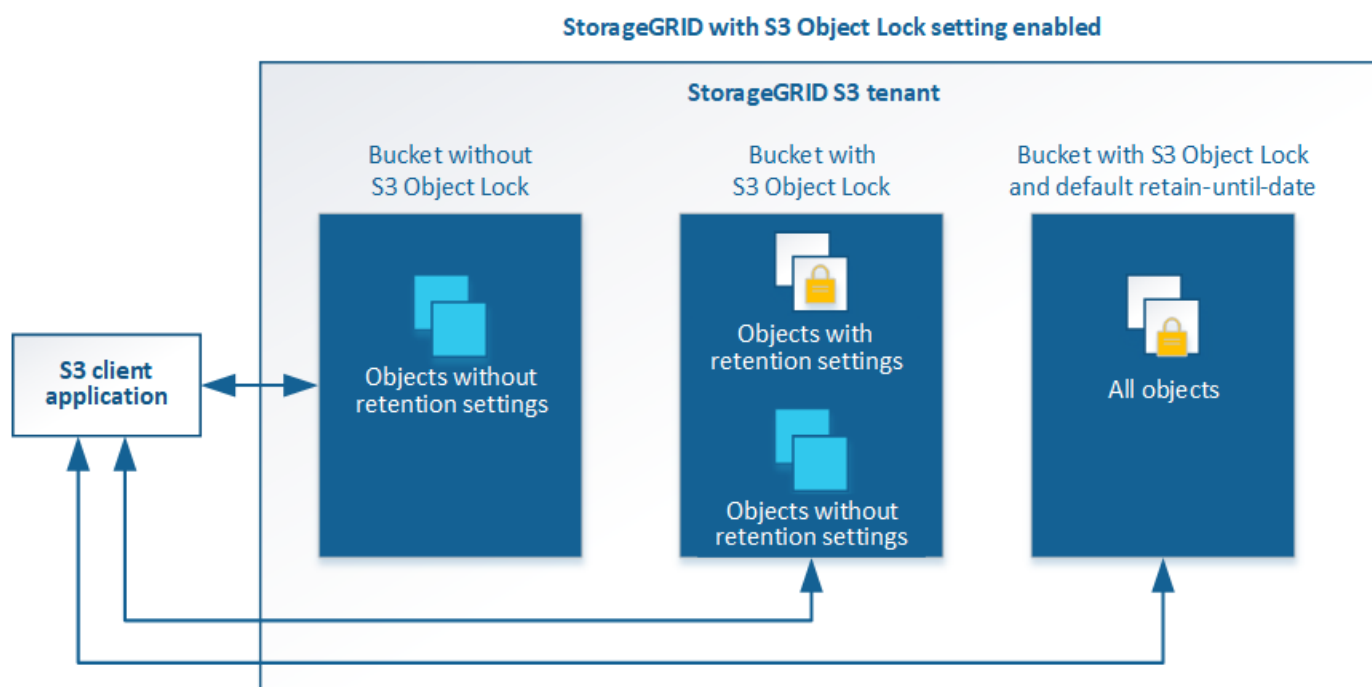 StorageGRID with S3 Object Lock setting enabled
StorageGRID S3 tenant
Bucket without
S3 Object Lock
Bucket with
S3 Object Lock
Bucket with S3 Object Lock
and default retain-until-date
S3 client
application
Objects without
retention settings
Objects with
retention settings
Objects without
retention settings
All objects